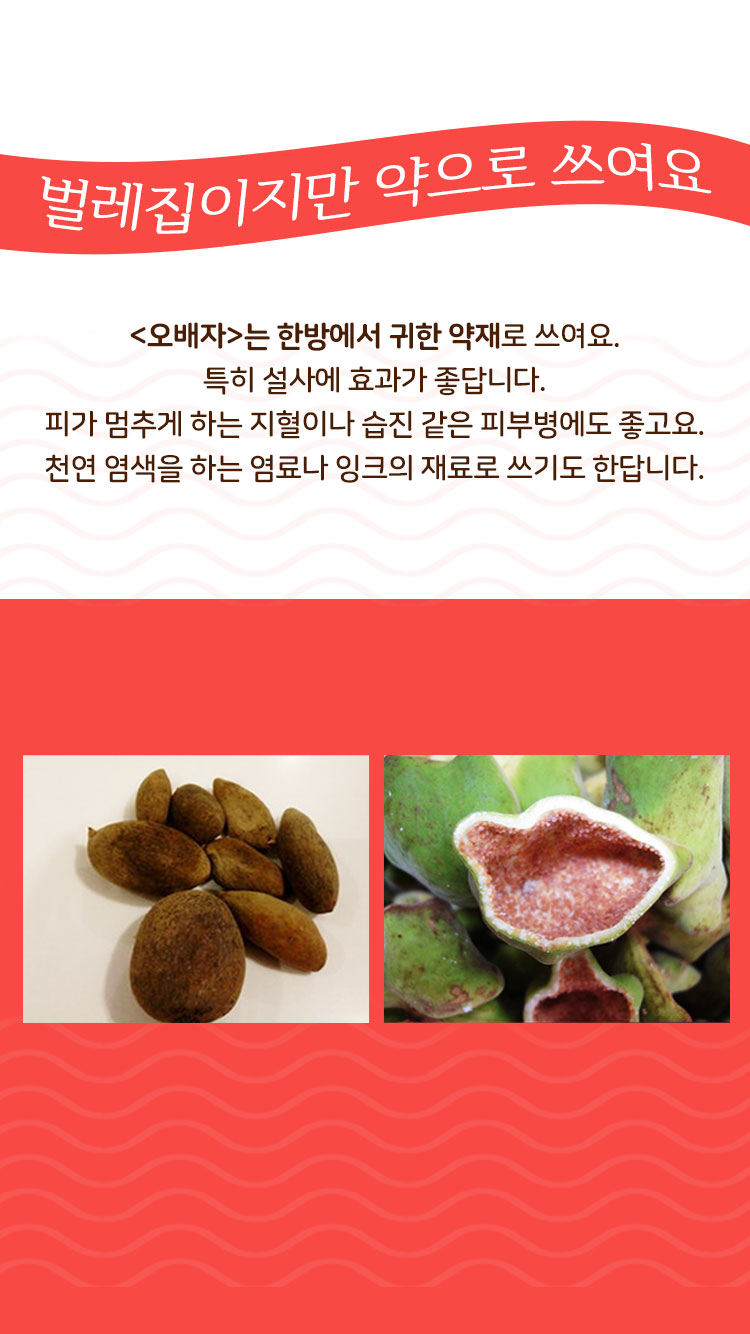 벌레집이지만 약으로 쓰여요
<오배자>는 한방에서 귀한 약재로 쓰여요.
특히 설사에 효과가 좋답니다.
피가 멈추게 하는 지혈이나 습진 같은 피부병에도 좋고요.
천연 염색을 하는 염료나 잉크의 재료로 쓰기도 한답니다.